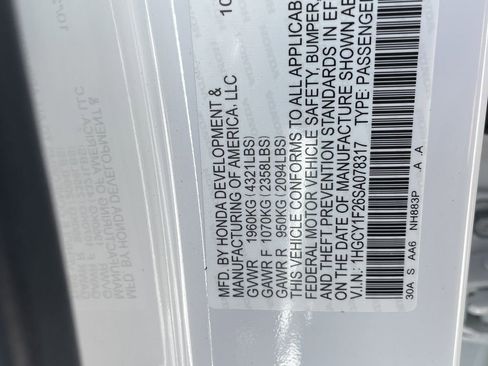 10
MFD. BY HONDA DEVELOPMENT &
MANUFACTURING OF AMERICA, LLC
GVWR 1960KG(4321LBS)
GAWR F 1070KG(2358LBS)
GAWR R 950KG(2094LBS)
THIS VEHICLE CONFORMS TO ALL APPLICAB
FEDERAL MOTOR VEHICLE SAFETY, BUMPER,
AND THEFT PREVENTION STANDARDS IN EF
ON THE DATE OF MANUFACTURE SHOWN AB
V.I.N.: 1HGCY1F26SA078317 TYPE: PASSENGER
30A S AA6 NH883P A A